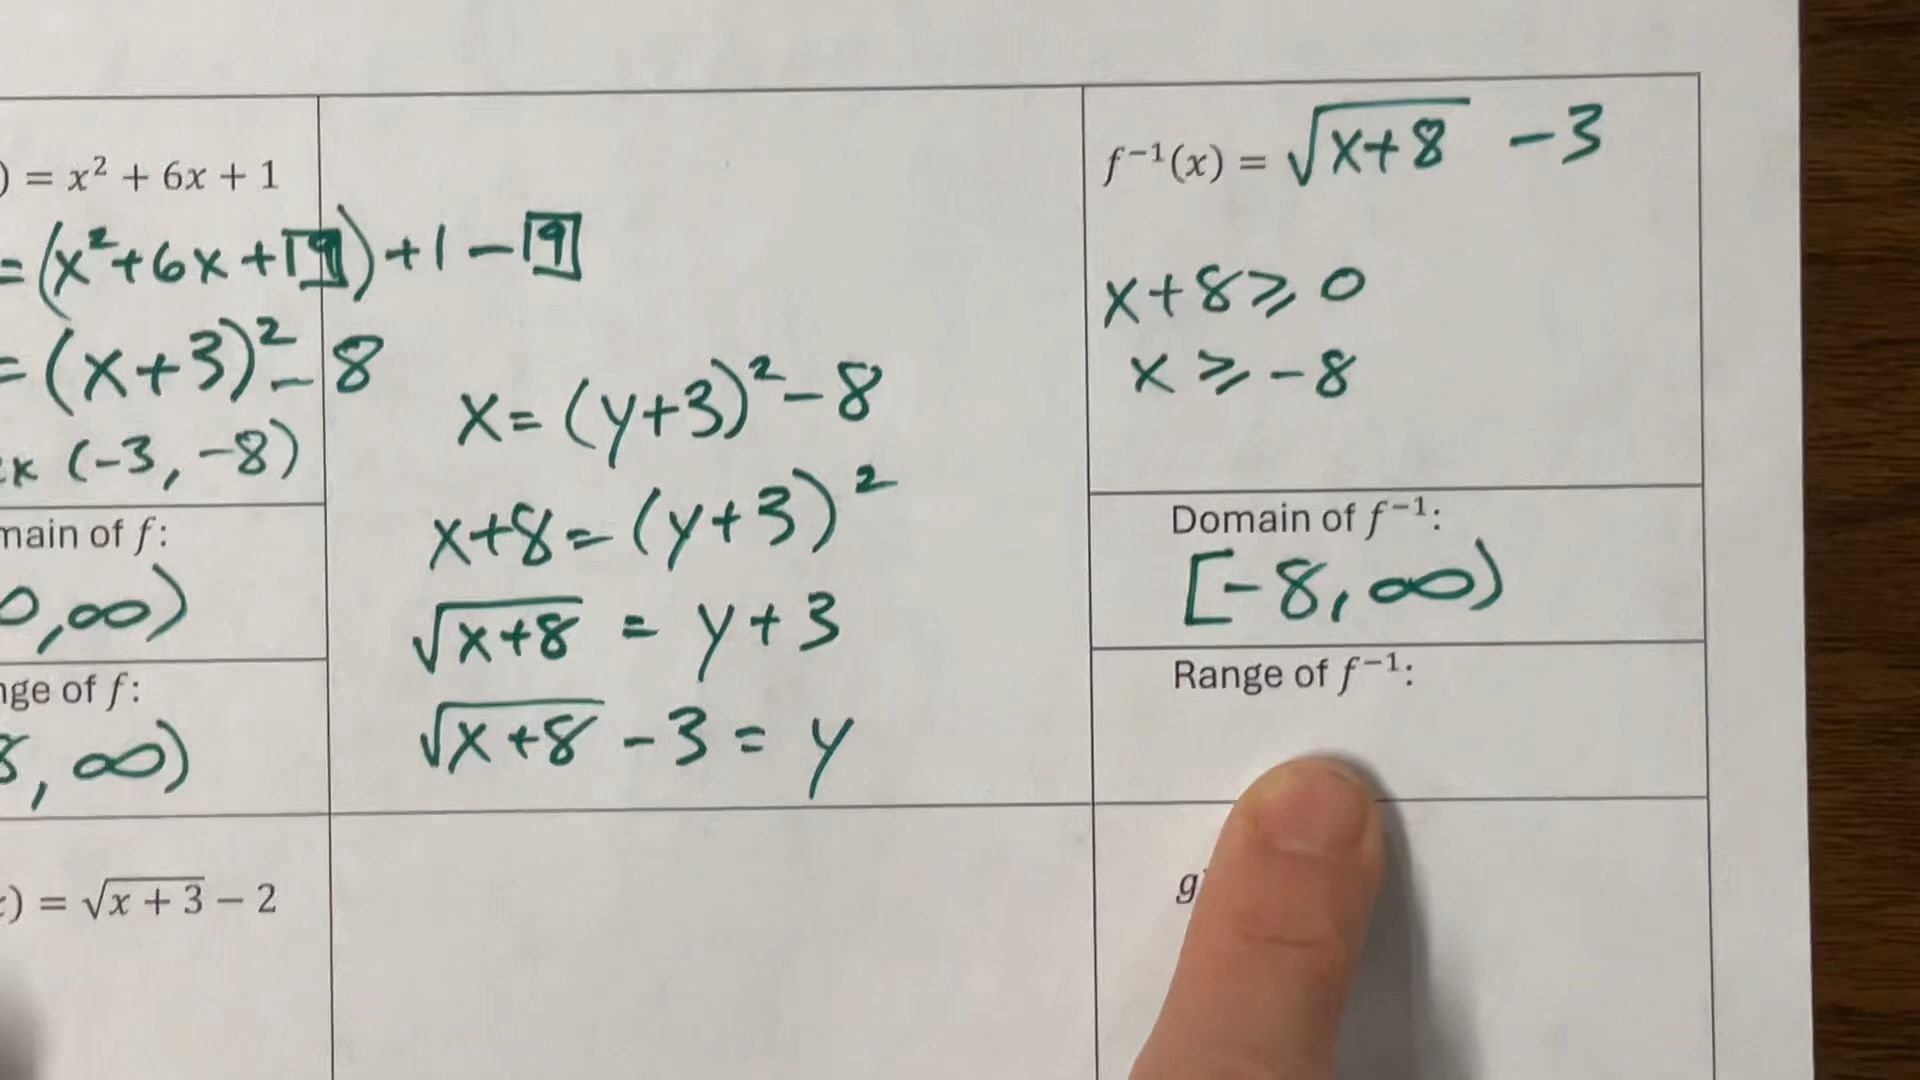 ) = x² + 6x + 1
= (x² + 6x + 9) + 1 - 9
= (x+3)² - 8
(-3, -8)
main of f:
∞)
nge of f:
8, ∞)
x = (y+3)² - 8
x+8 = (y+3)²
√(x+8) = y+3
√(x+8) - 3 = y
f⁻¹(x) = √(x+8) - 3
x+8 ≥ 0
x ≥ -8
Domain of f⁻¹:
[-8, ∞)
Range of f⁻¹:
) = √(x + 3) − 2
g